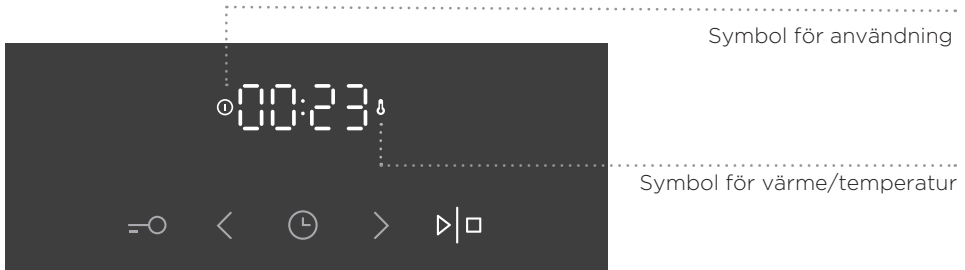 Symbol för användning
00:23
Symbol för värme/temperatur